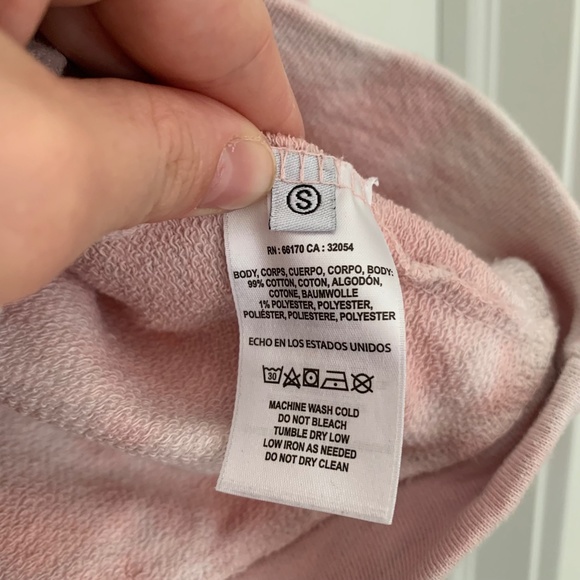 S
RN : 66170 CA : 32054
BODY, CORPS, CUERPO, CORPO, BODY:
99% COTTON, COTON, ALGODÓN,
COTONE, BAUMWOLLE
1% POLYESTER, POLYESTER,
POLIÉSTER, POLIESTERE, POLYESTER
ECHO EN LOS ESTADOS UNIDOS
30
MACHINE WASH COLD
DO NOT BLEACH
TUMBLE DRY LOW
LOW IRON AS NEEDED
DO NOT DRY CLEAN